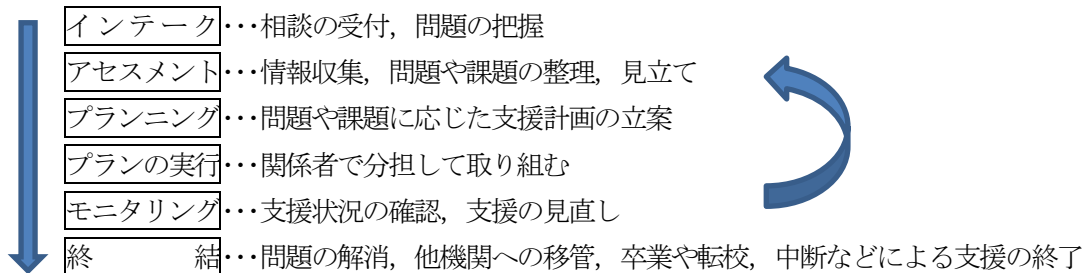 インテーク･･･相談の受付，問題の把握
アセスメント･･･情報収集，問題や課題の整理，見立て
プランニング･･･問題や課題に応じた支援計画の立案
プランの実行･･･関係者で分担して取り組む
モニタリング･･･支援状況の確認，支援の見直し
終　　　　結･･･問題の解消，他機関への移管，卒業や転校，中断などによる支援の終了